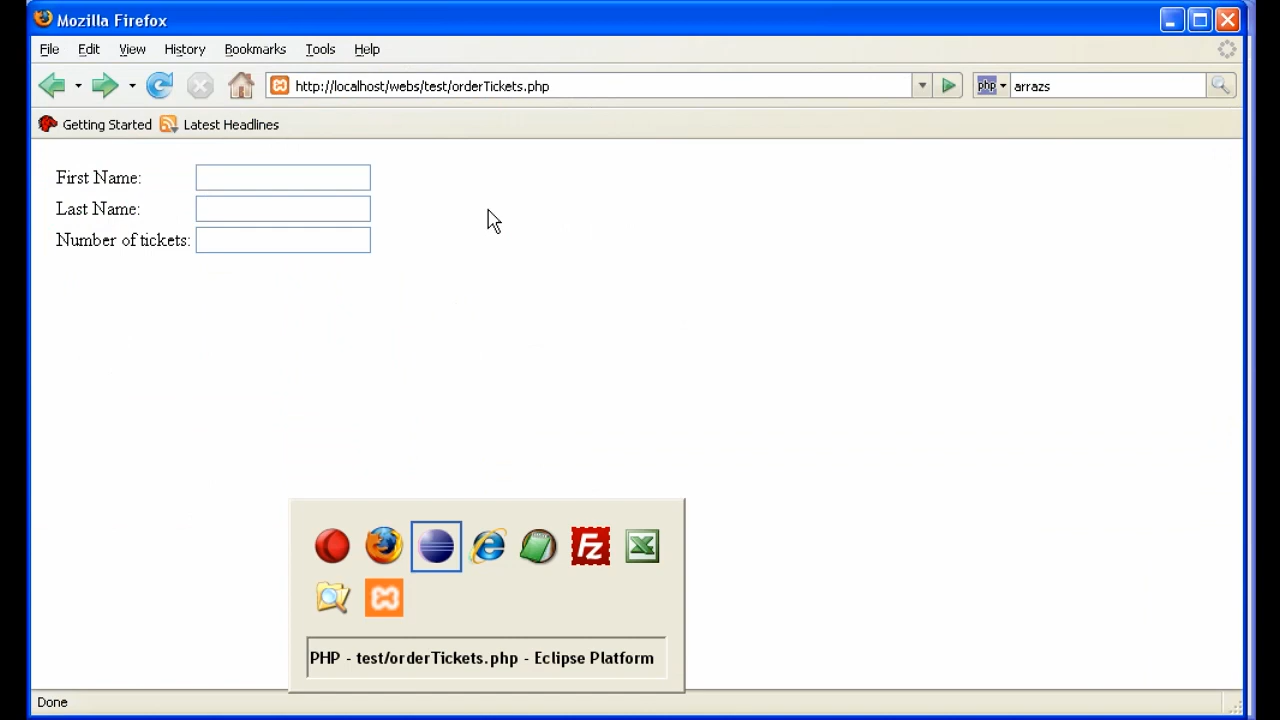 Mozilla Firefox
File Edit View History Bookmarks Tools Help
http://localhost/webs/test/orderTickets.php php arrazs
Getting Started Latest Headlines
First Name:
Last Name:
Number of tickets:
Fz
PHP - test/orderTickets.php - Eclipse Platform
Done